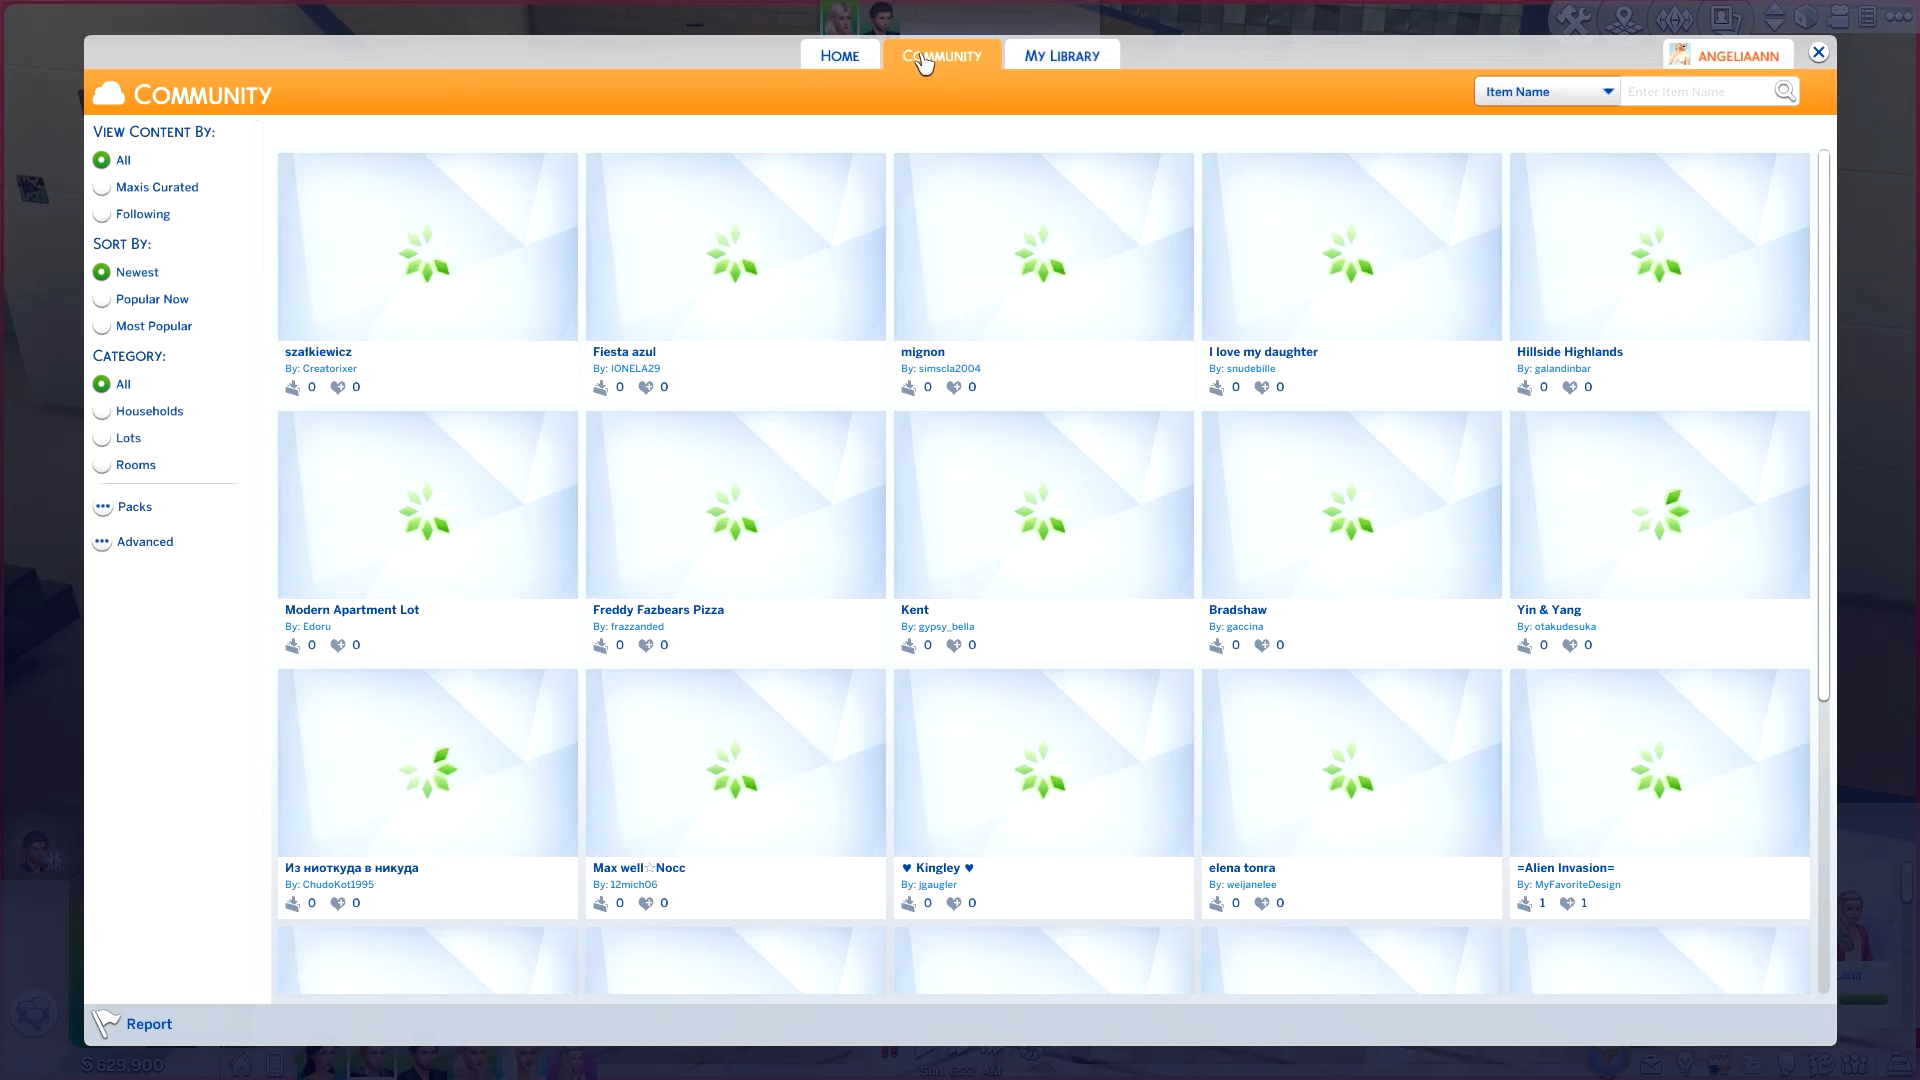 HOME
COMMUNITY
MY LIBRARY
ANGELIAANN
COMMUNITY
Item Name
Enter Item Name
VIEW CONTENT BY:
All
Maxis Curated
Following
SORT BY:
Newest
Popular Now
Most Popular
CATEGORY:
All
Households
Lots
Rooms
Packs
Advanced
szałkiewicz
By: Creatorixer
0 0
Fiesta azul
By: IONELA29
0 0
mignon
By: simscla2004
0 0
I love my daughter
By: snudebille
0 0
Hillside Highlands
By: galandinbar
0 0
Modern Apartment Lot
By: Edoru
0 0
Freddy Fazbears Pizza
By: frazzanded
0 0
Kent
By: gypsy_bella
0 0
Bradshaw
By: gaccina
0 0
Yin & Yang
By: otakudesuka
0 0
Из ниоткуда в никуда
By: ChudoKot1995
0 0
Max well☆Nocc
By: 12mich06
0 0
♥ Kingley ♥
By: jgaugler
0 0
elena tonra
By: weijanelee
0 0
=Alien Invasion=
By: MyFavoriteDesign
1 1
Report
§629,900
Sun. 6:22 AM